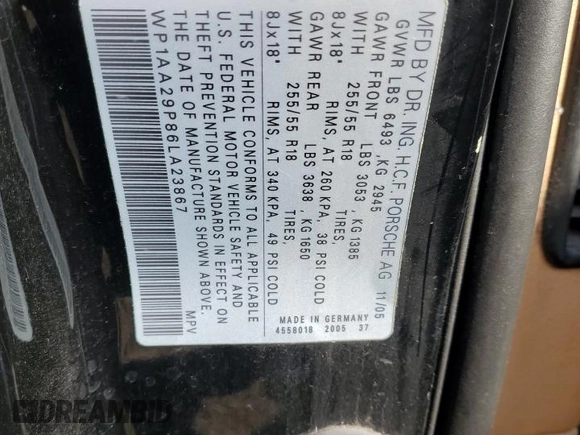 MFD BY DR. ING. H.C.F. PORSCHE AG 11/05
GVWR LBS 6493 ,KG 2945
GAWR FRONT LBS 3053 , KG 1385
WITH 255/55 R18 TIRES,
8JX18" RIMS, AT 260 KPA, 38 PSI COLD
GAWR REAR LBS 3638 , KG1650
WITH 255/55 R18 TIRES,
8JX18" RIMS, AT 340 KPA, 49 PSI COLD
THIS VEHICLE CONFORMS TO ALL APPLICABLE
U.S. FEDERAL MOTOR VEHICLE SAFETY AND
THEFT PREVENTION STANDARDS IN EFFECT ON
THE DATE OF MANUFACTURE SHOWN ABOVE.
WP1AA29P86LA23867 MPV
MADE IN GERMANY
4558018 2005 37
DREAMBID